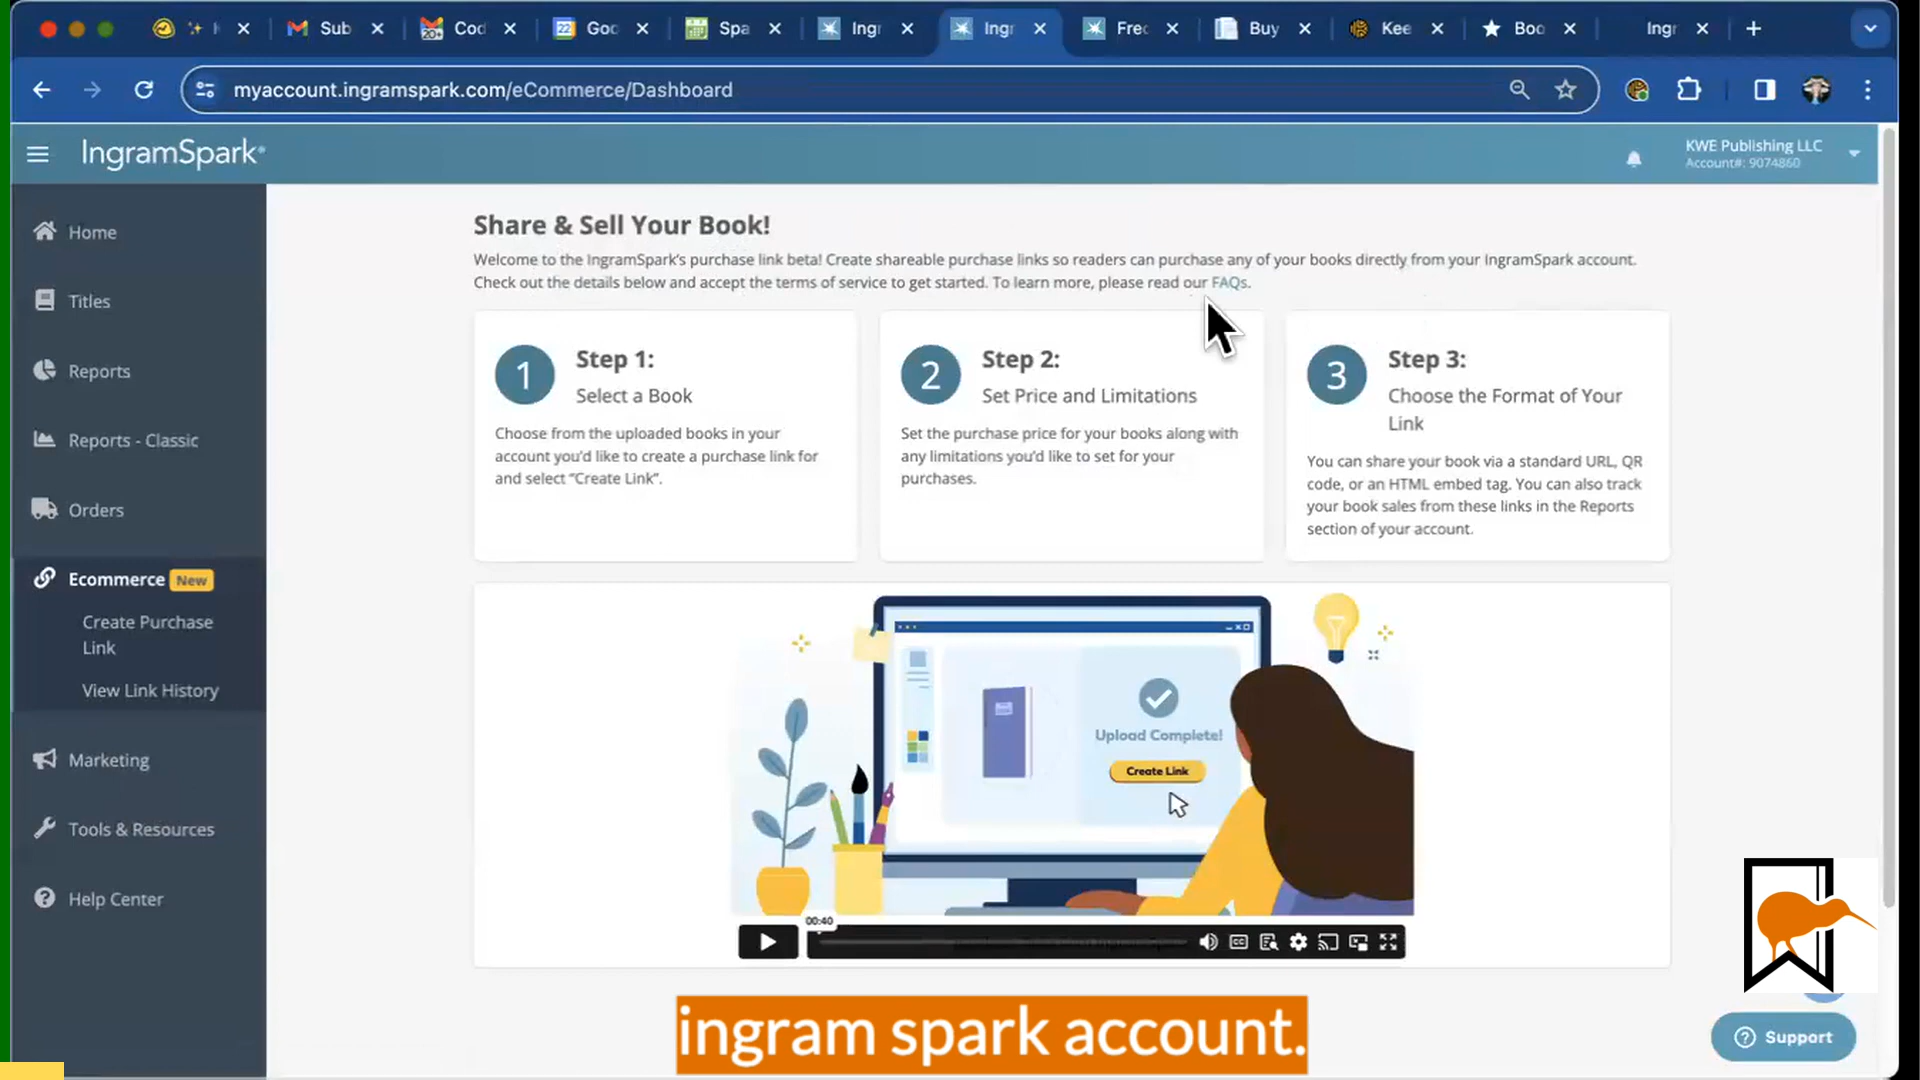 Sub
Cod
20+
Goo
22
Spa
Ingr
Ingr
Free
Buy
Kee
Boo
Ingr
myaccount.ingramspark.com/eCommerce/Dashboard
IngramSpark
KWE Publishing LLC
Account#: 9074860
Home
Titles
Reports
Reports - Classic
Orders
Ecommerce New
Create Purchase
Link
View Link History
Marketing
Tools & Resources
Help Center
Share & Sell Your Book!
Welcome to the IngramSpark's purchase link beta! Create shareable purchase links so readers can purchase any of your books directly from your IngramSpark account.
Check out the details below and accept the terms of service to get started. To learn more, please read our FAQs.
1
Step 1:
Select a Book
Choose from the uploaded books in your
account you'd like to create a purchase link for
and select “Create Link”.
2
Step 2:
Set Price and Limitations
Set the purchase price for your books along with
any limitations you'd like to set for your
purchases.
3
Step 3:
Choose the Format of Your
Link
You can share your book via a standard URL, QR
code, or an HTML embed tag. You can also track
your book sales from these links in the Reports
section of your account.
Upload Complete!
Create Link
00:40
CC
ingram spark account.
Support